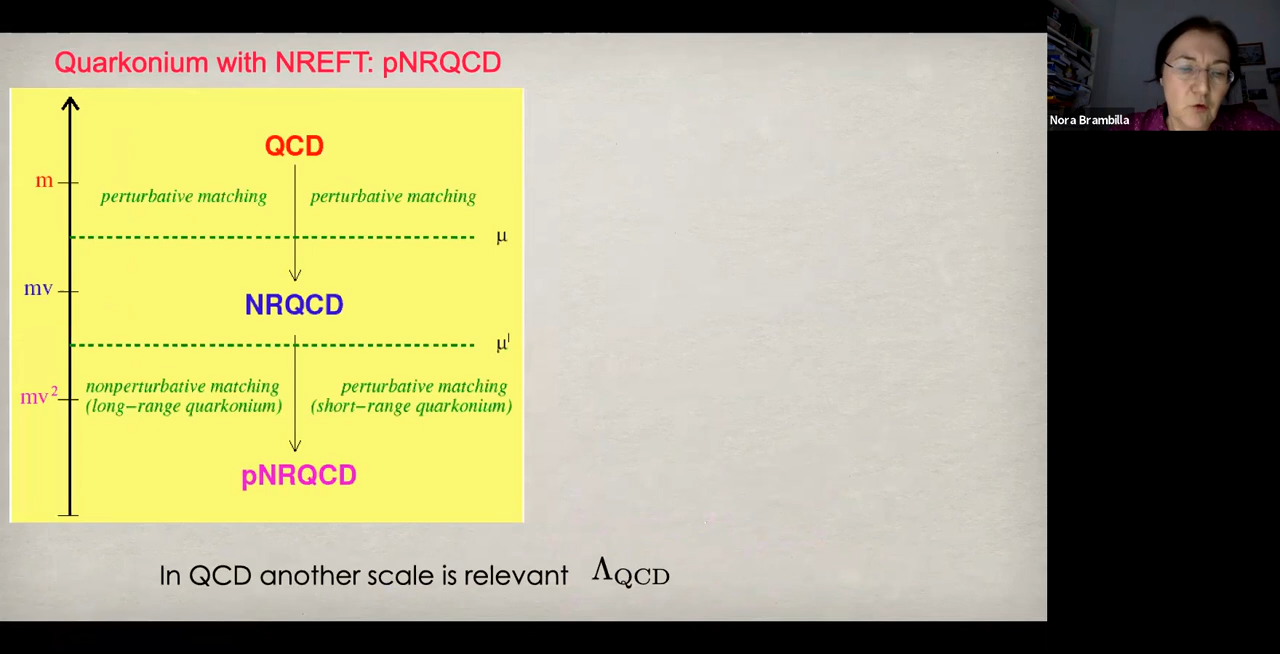 Quarkonium with NREFT: pNRQCD
QCD
m
perturbative matching perturbative matching
μ
mv
NRQCD
μ'
nonperturbative matching perturbative matching
mv²
(long-range quarkonium) (short-range quarkonium)
pNRQCD
In QCD another scale is relevant Λ_QCD
Nora Brambilla